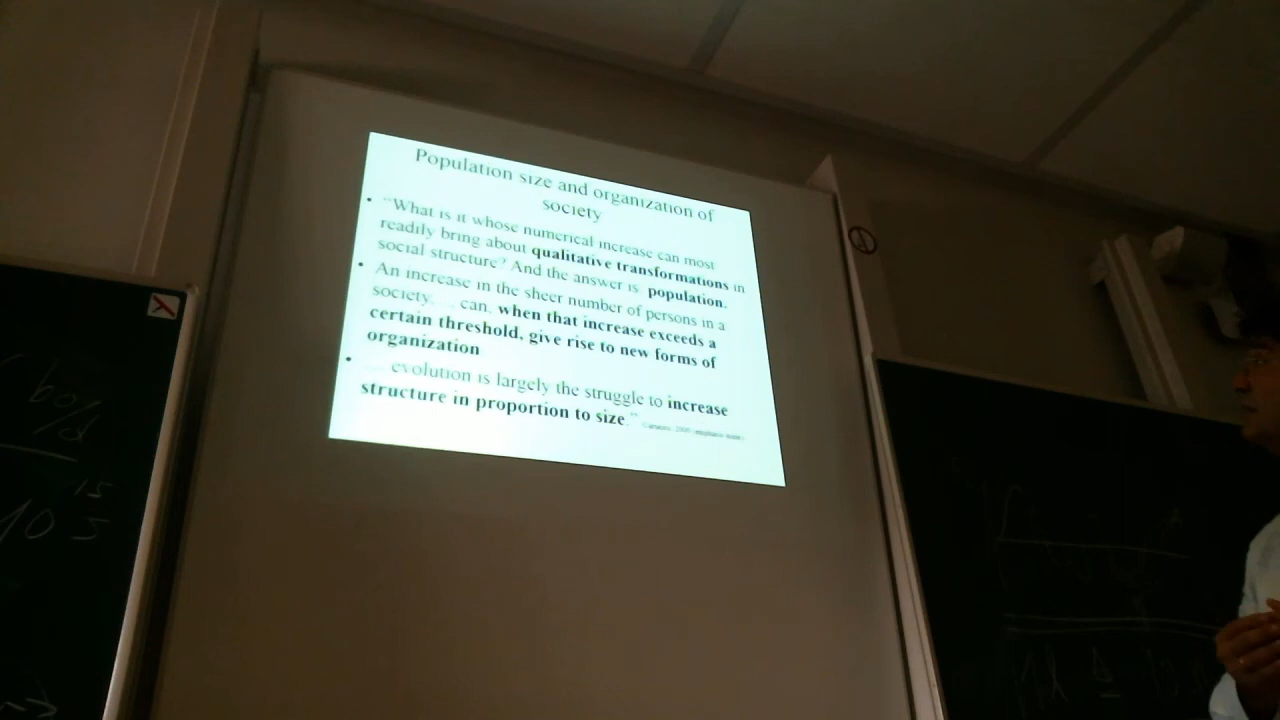 Population size and organization of
society
• "What is it whose numerical increase can most
readily bring about qualitative transformations in
social structure? And the answer is: population.
• An increase in the sheer number of persons in a
society, ... can, when that increase exceeds a
certain threshold, give rise to new forms of
organization
• ... evolution is largely the struggle to increase
structure in proportion to size."